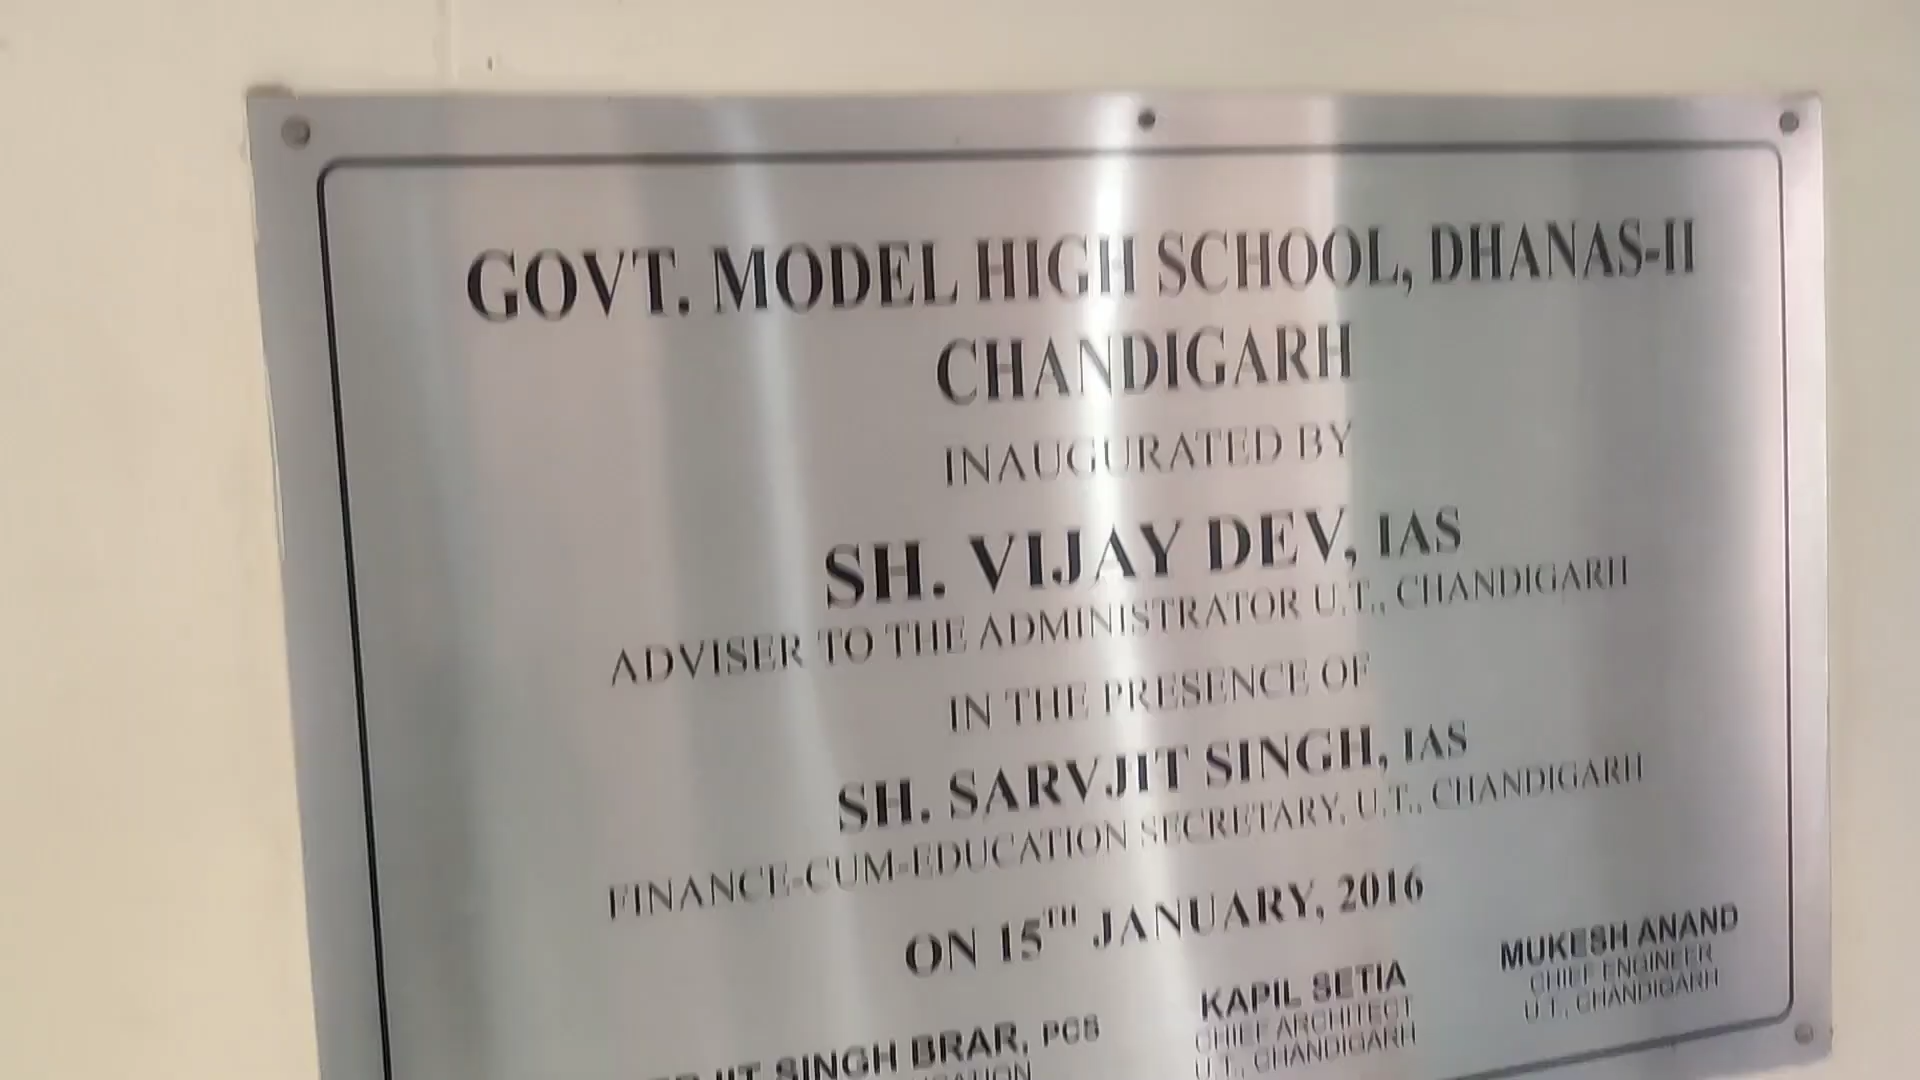 GOVT. MODEL HIGH SCHOOL, DHANAS-II
CHANDIGARH
INAUGURATED BY
SH. VIJAY DEV, IAS
ADVISER TO THE ADMINISTRATOR U.T., CHANDIGARH
IN THE PRESENCE OF
SH. SARVJIT SINGH, IAS
FINANCE-CUM-EDUCATION SECRETARY, U.T., CHANDIGARH
ON 15TH JANUARY, 2016
SINGH BRAR, PCS
KAPIL SETIA
CHIEF ARCHITECT
U.T., CHANDIGARH
MUKESH ANAND
CHIEF ENGINEER
U.T., CHANDIGARH